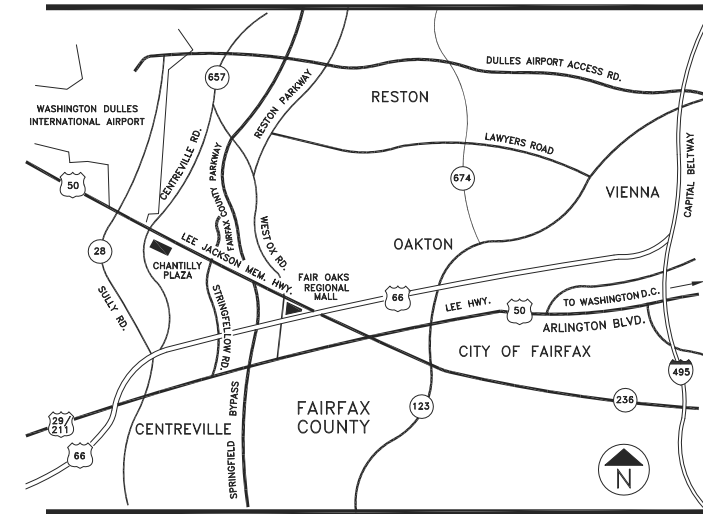 DULLES AIRPORT ACCESS RD.
657
RESTON PARKWAY
RESTON
WASHINGTON DULLES
INTERNATIONAL AIRPORT
CENTREVILLE RD.
FAIRFAX COUNTY PARKWAY
LAWYERS ROAD
CAPITAL BELTWAY
50
674
VIENNA
WEST OX RD.
28
LEE JACKSON MEM. HWY.
OAKTON
CHANTILLY
PLAZA
FAIR OAKS
REGIONAL
MALL
SULLY RD.
STRINGFELLOW RD.
66
LEE HWY.
50
TO WASHINGTON D.C.
ARLINGTON BLVD.
CITY OF FAIRFAX
495
29/
211
66
CENTREVILLE
SPRINGFIELD BYPASS
FAIRFAX
COUNTY
123
236
N